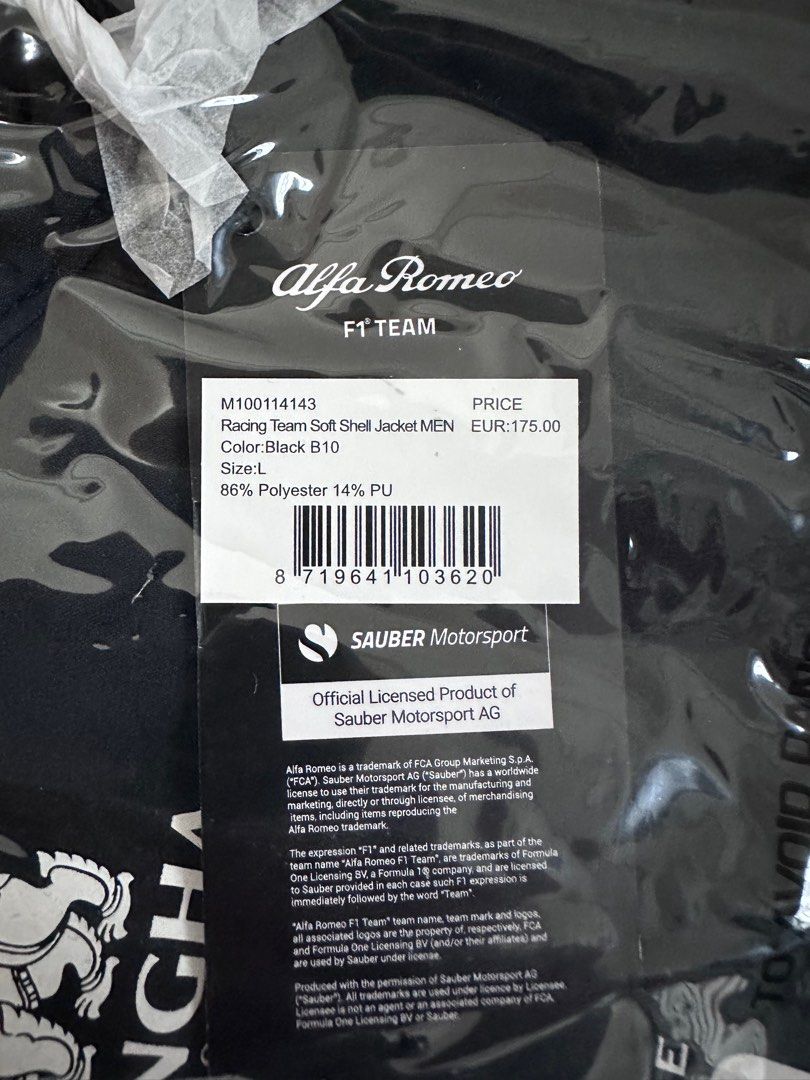 Alfa Romeo
F1® TEAM
M100114143
PRICE
Racing Team Soft Shell Jacket MEN
EUR:175.00
Color:Black B10
Size:L
86% Polyester 14% PU
8 719641 103620
SAUBER Motorsport
Official Licensed Product of
Sauber Motorsport AG
Alfa Romeo is a trademark of FCA Group Marketing S.p.A.
("FCA"). Sauber Motorsport AG ("Sauber") has a worldwide
license to use their trademark for the manufacturing and
marketing, directly or through licensee, of merchandising
items, including items reproducing the
Alfa Romeo trademark.
The expression "F1" and related trademarks, as part of the
team name "Alfa Romeo F1 Team", are trademarks of Formula
One Licensing BV, a Formula 1® company, and are licensed
to Sauber provided in each case such F1 expression is
immediately followed by the word "Team".
"Alfa Romeo F1 Team" team name, team mark and logos,
all associated logos are the property of, respectively, FCA
and Formula One Licensing BV (and/or their affiliates) and
are used by Sauber under license.
Produced with the permission of Sauber Motorsport AG
("Sauber"). All trademarks are used under licence by Licensee.
Licensee is not an agent or an associated company of FCA,
Formula One Licensing BV or Sauber.
NGHA
TO AVOID
E